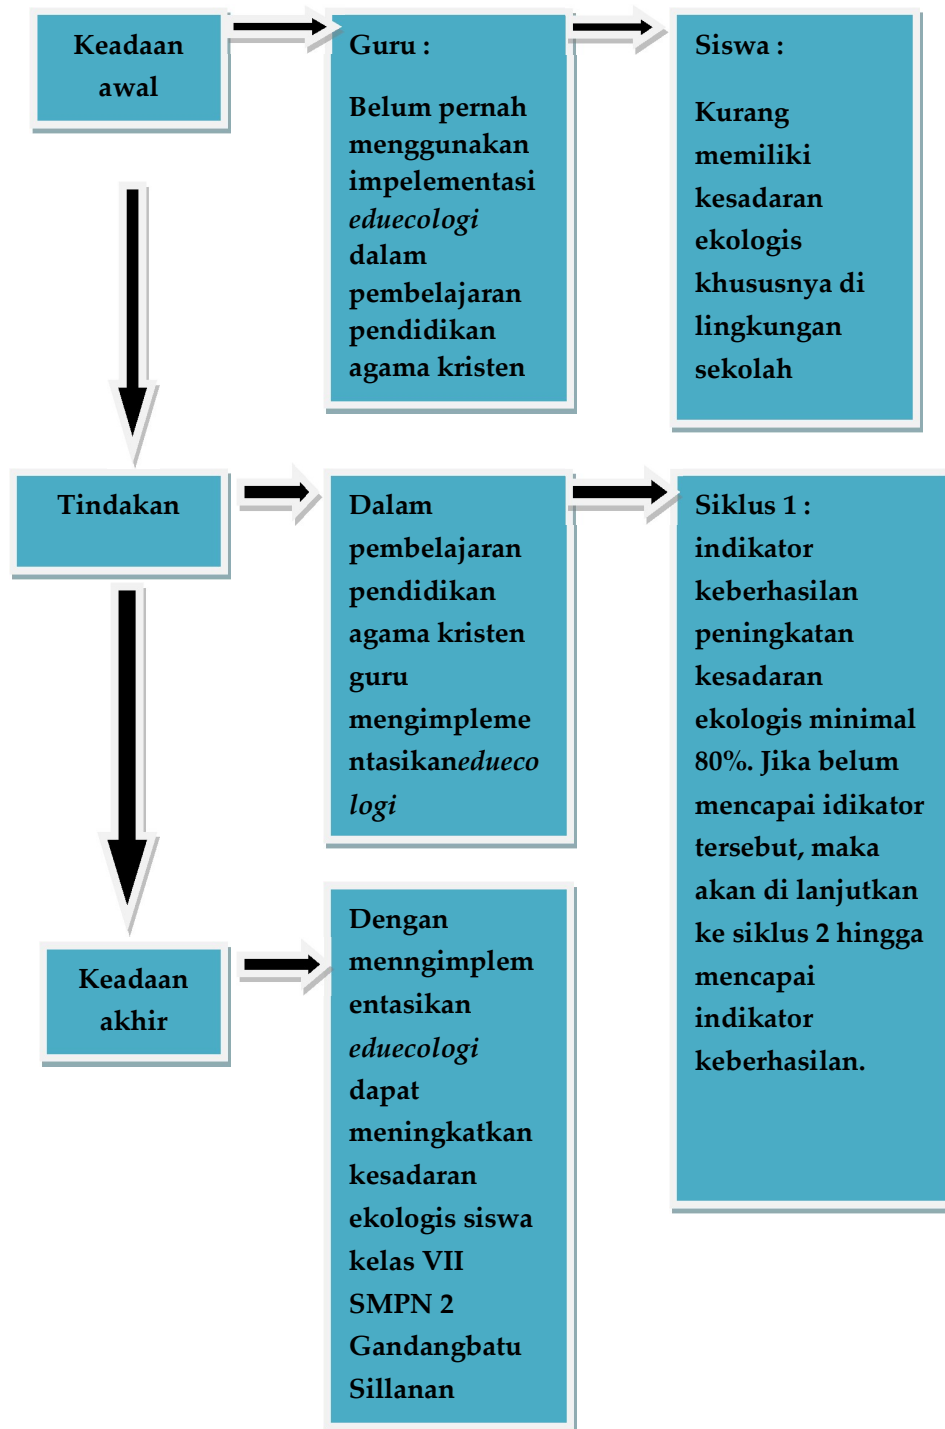 Keadaan
awal
Guru :
Belum pernah
menggunakan
impelementasi
eduecologi
dalam
pembelajaran
pendidikan
agama kristen
Siswa :
Kurang
memiliki
kesadaran
ekologis
khususnya di
lingkungan
sekolah
Tindakan
Dalam
pembelajaran
pendidikan
agama kristen
guru
mengimpleme
ntasikanedueco
logi
Siklus 1 :
indikator
keberhasilan
peningkatan
kesadaran
ekologis minimal
80%. Jika belum
mencapai idikator
tersebut, maka
akan di lanjutkan
ke siklus 2 hingga
mencapai
indikator
keberhasilan.
Keadaan
akhir
Dengan
menngimplem
entasikan
eduecologi
dapat
meningkatkan
kesadaran
ekologis siswa
kelas VII
SMPN 2
Gandangbatu
Sillanan